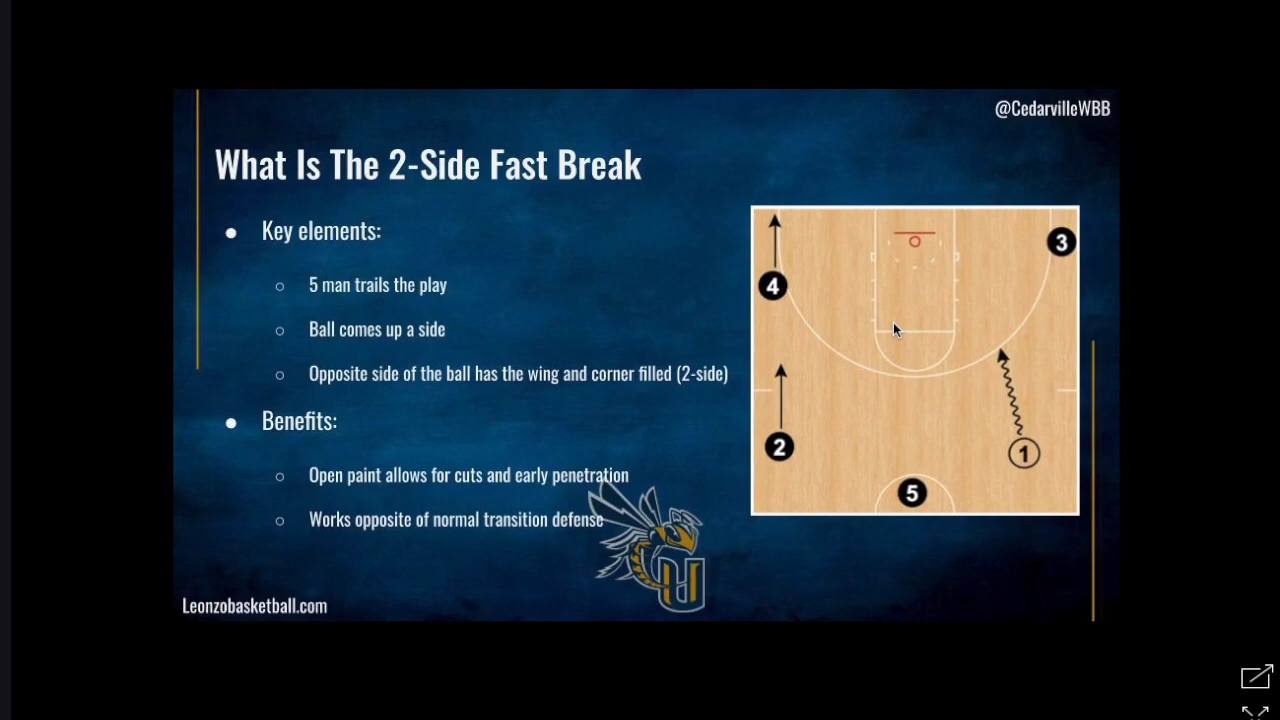 @CedarvilleWBB
What Is The 2-Side Fast Break
Key elements:
5 man trails the play
Ball comes up a side
Opposite side of the ball has the wing and corner filled (2-side)
Benefits:
Open paint allows for cuts and early penetration
Works opposite of normal transition defense
3
4
2
1
5
U
Leonzobasketball.com